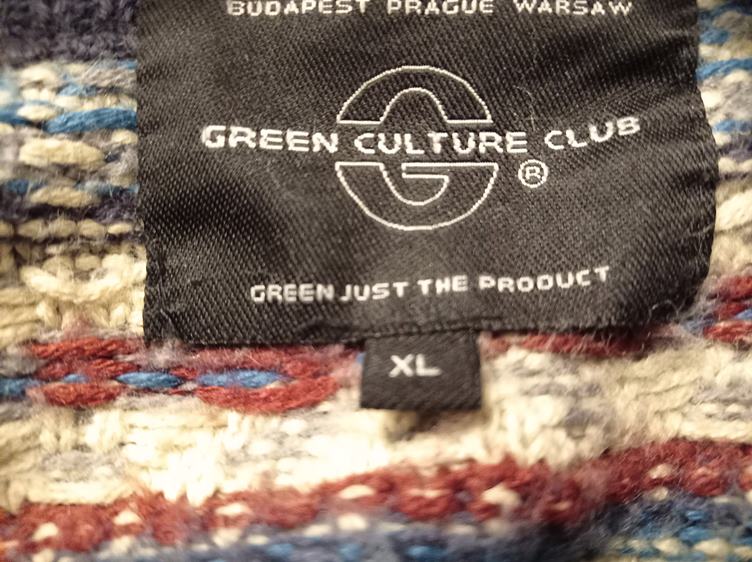 BUDAPEST PRAGUE WARSAW
GREEN CULTURE CLUB
®
GREEN JUST THE PRODUCT
XL